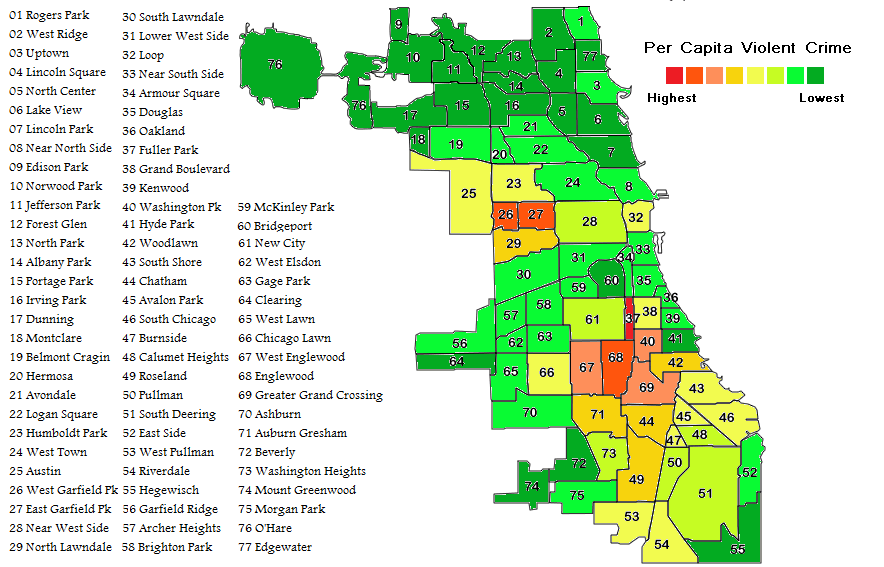 01 Rogers Park
02 West Ridge
03 Uptown
04 Lincoln Square
05 North Center
06 Lake View
07 Lincoln Park
08 Near North Side
09 Edison Park
10 Norwood Park
11 Jefferson Park
12 Forest Glen
13 North Park
14 Albany Park
15 Portage Park
16 Irving Park
17 Dunning
18 Montclare
19 Belmont Cragin
20 Hermosa
21 Avondale
22 Logan Square
23 Humboldt Park
24 West Town
25 Austin
26 West Garfield Pk
27 East Garfield Pk
28 Near West Side
29 North Lawndale
30 South Lawndale
31 Lower West Side
32 Loop
33 Near South Side
34 Armour Square
35 Douglas
36 Oakland
37 Fuller Park
38 Grand Boulevard
39 Kenwood
40 Washington Pk
41 Hyde Park
42 Woodlawn
43 South Shore
44 Chatham
45 Avalon Park
46 South Chicago
47 Burnside
48 Calumet Heights
49 Roseland
50 Pullman
51 South Deering
52 East Side
53 West Pullman
54 Riverdale
55 Hegewisch
56 Garfield Ridge
57 Archer Heights
58 Brighton Park
59 McKinley Park
60 Bridgeport
61 New City
62 West Elsdon
63 Gage Park
64 Clearing
65 West Lawn
66 Chicago Lawn
67 West Englewood
68 Englewood
69 Greater Grand Crossing
70 Ashburn
71 Auburn Gresham
72 Beverly
73 Washington Heights
74 Mount Greenwood
75 Morgan Park
76 O'Hare
77 Edgewater
Per Capita Violent Crime
Highest Lowest
9
1
2
10
12
13
77
76
11
4
14
3
76
15
16
5
6
17
21
18
19
20
22
7
25
23
24
8
26
27
28
32
29
31
34
33
30
60
35
59
36
58
57
61
37
38
39
56
62
63
40
41
64
65
66
67
68
42
69
43
70
71
44
45
46
47
48
72
73
50
52
74
75
49
51
53
54
55